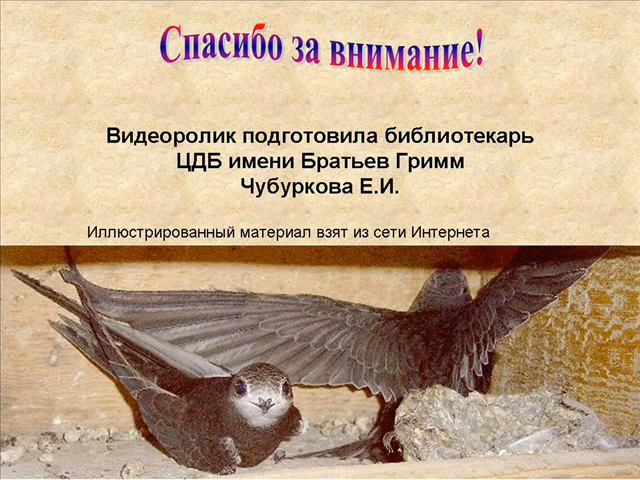 Спасибо за внимание!
Видеоролик подготовила библиотекарь
ЦДБ имени Братьев Гримм
Чубуркова Е.И.
Иллюстрированный материал взят из сети Интернета